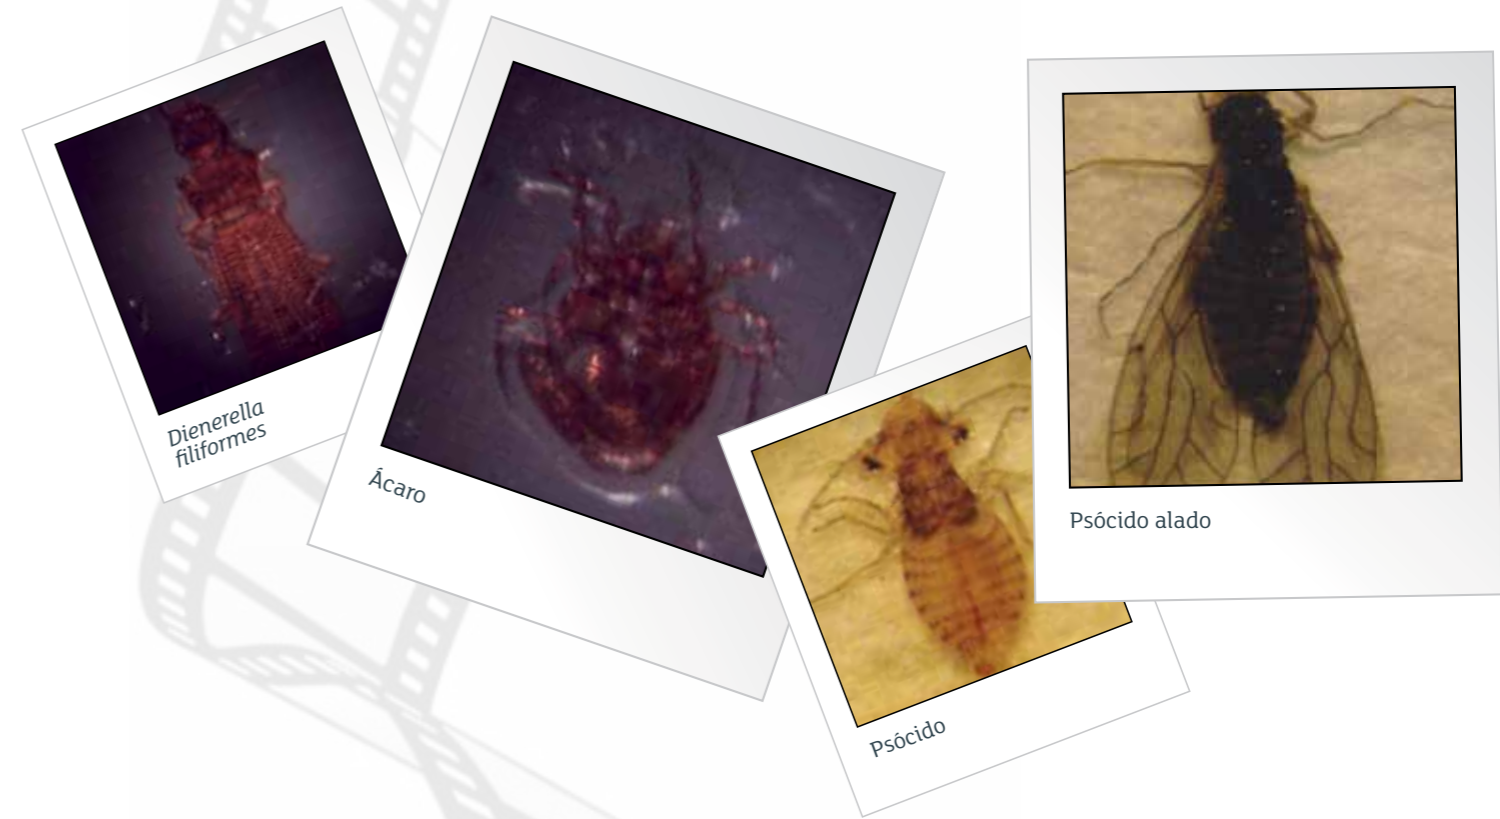 Dienerella
filiformes
Ácaro
Psócido
Psócido alado